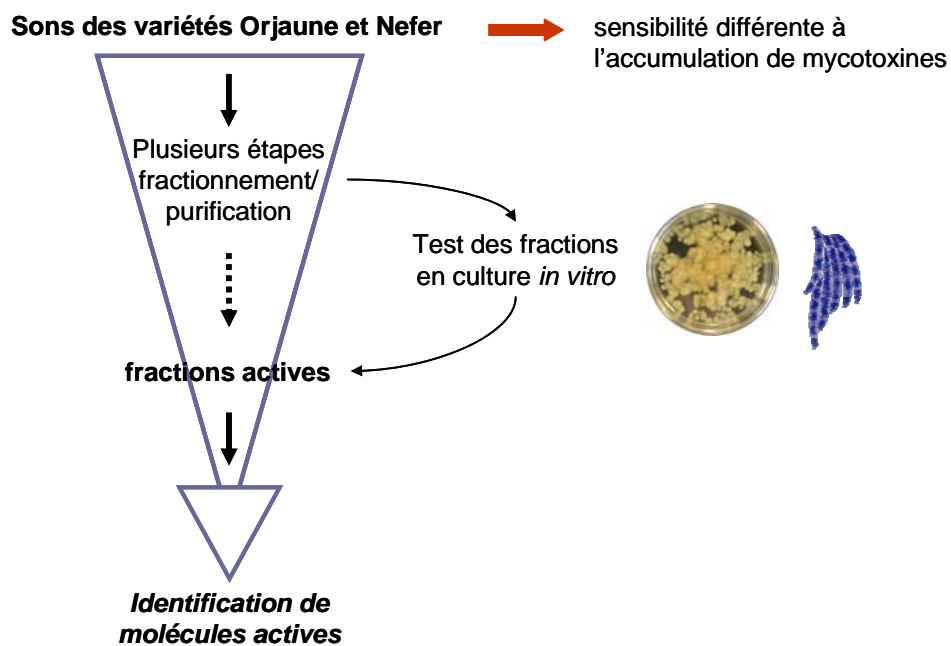 Sons des variétés Orjaune et Nefer
sensibilité différente à
l'accumulation de mycotoxines
Plusieurs étapes
fractionnement/
purification
Test des fractions
en culture in vitro
fractions actives
Identification de
molécules actives